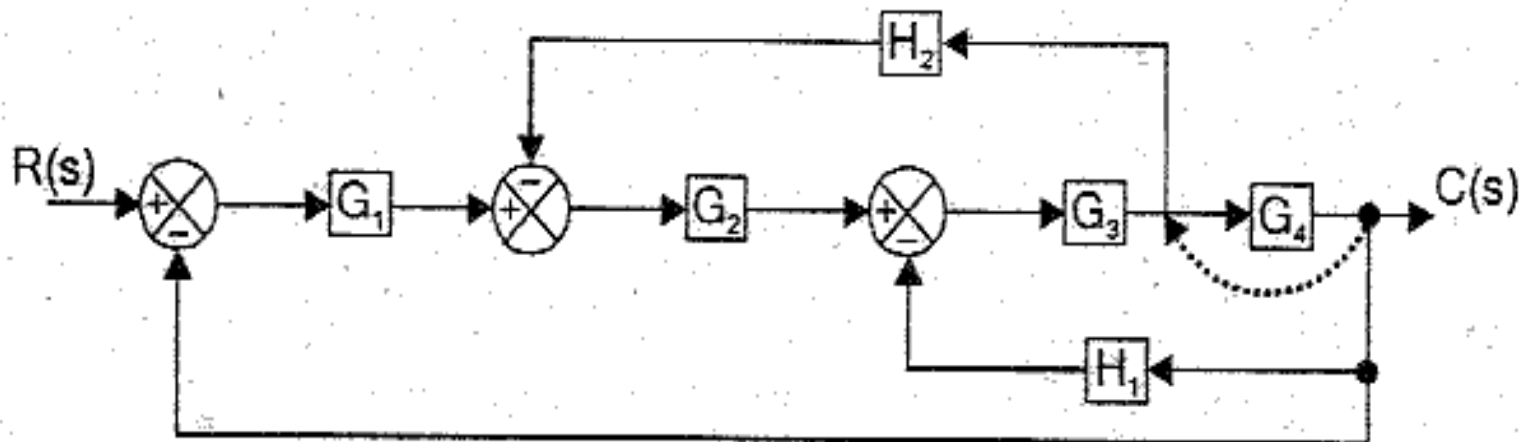 H₂
R(s) + - G₁ + - G₂ + - G₃ G₄ C(s)
H₁